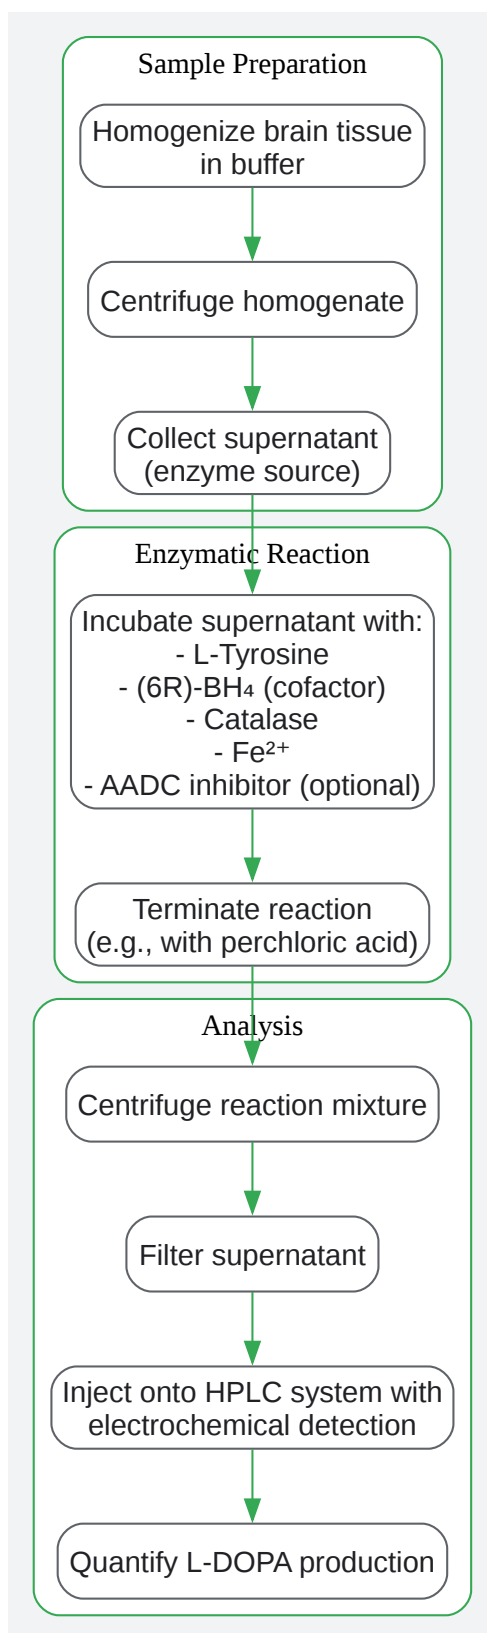 Sample Preparation
Homogenize brain tissue
in buffer
Centrifuge homogenate
Collect supernatant
(enzyme source)
Enzymatic Reaction
Incubate supernatant with:
- L-Tyrosine
- (6R)-BH₄ (cofactor)
- Catalase
- Fe²⁺
- AADC inhibitor (optional)
Terminate reaction
(e.g., with perchloric acid)
Analysis
Centrifuge reaction mixture
Filter supernatant
Inject onto HPLC system with
electrochemical detection
Quantify L-DOPA production